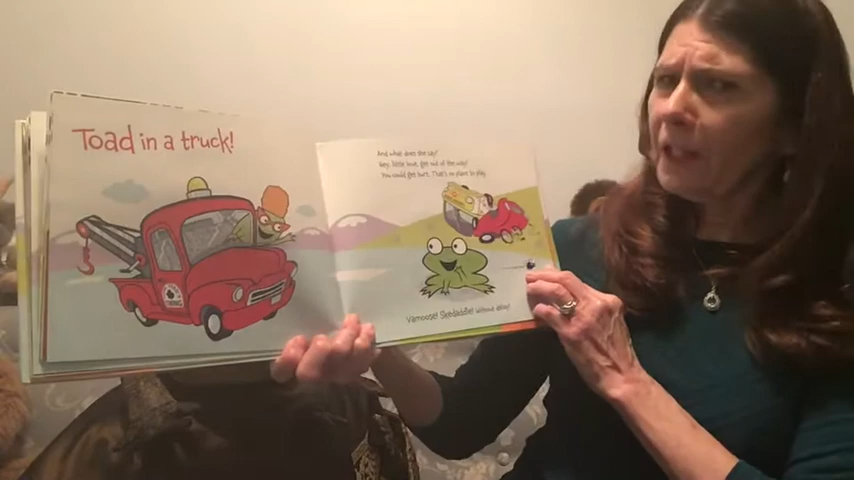 Toad in a truck!
And what does she say?
Hey, little toad, get out of the way!
You could get hurt. That's no place to play.
Vamoose! Skedaddle! Without delay!